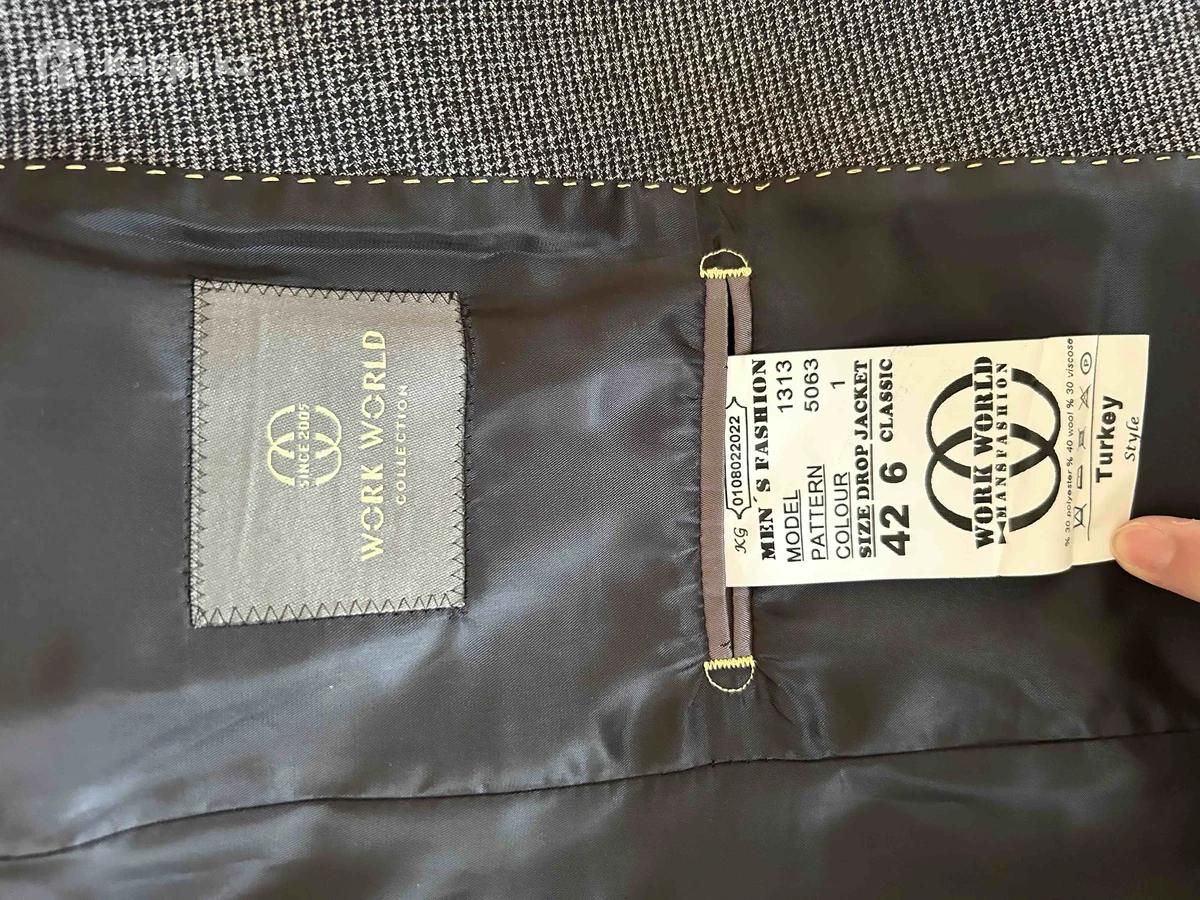 Kaspi.kz
SINCE 2005
WORK WORLD
COLLECTION
KG
0108022022
MEN´S FASHION
MODEL 1313
PATTERN 5063
COLOUR 1
SIZE DROP JACKET
42 6 CLASSIC
WORK WORLD
MANSFASHION
% 30 polyester % 40 wool % 30 viscose
P
Turkey
Style